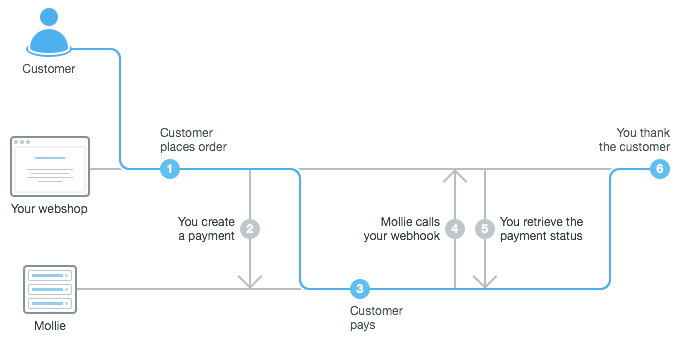 Customer
Customer
places order
1
You thank
the customer
6
Your webshop
You create
a payment
2
Mollie calls
your webhook
4
5
You retrieve the
payment status
3
Mollie
Customer
pays